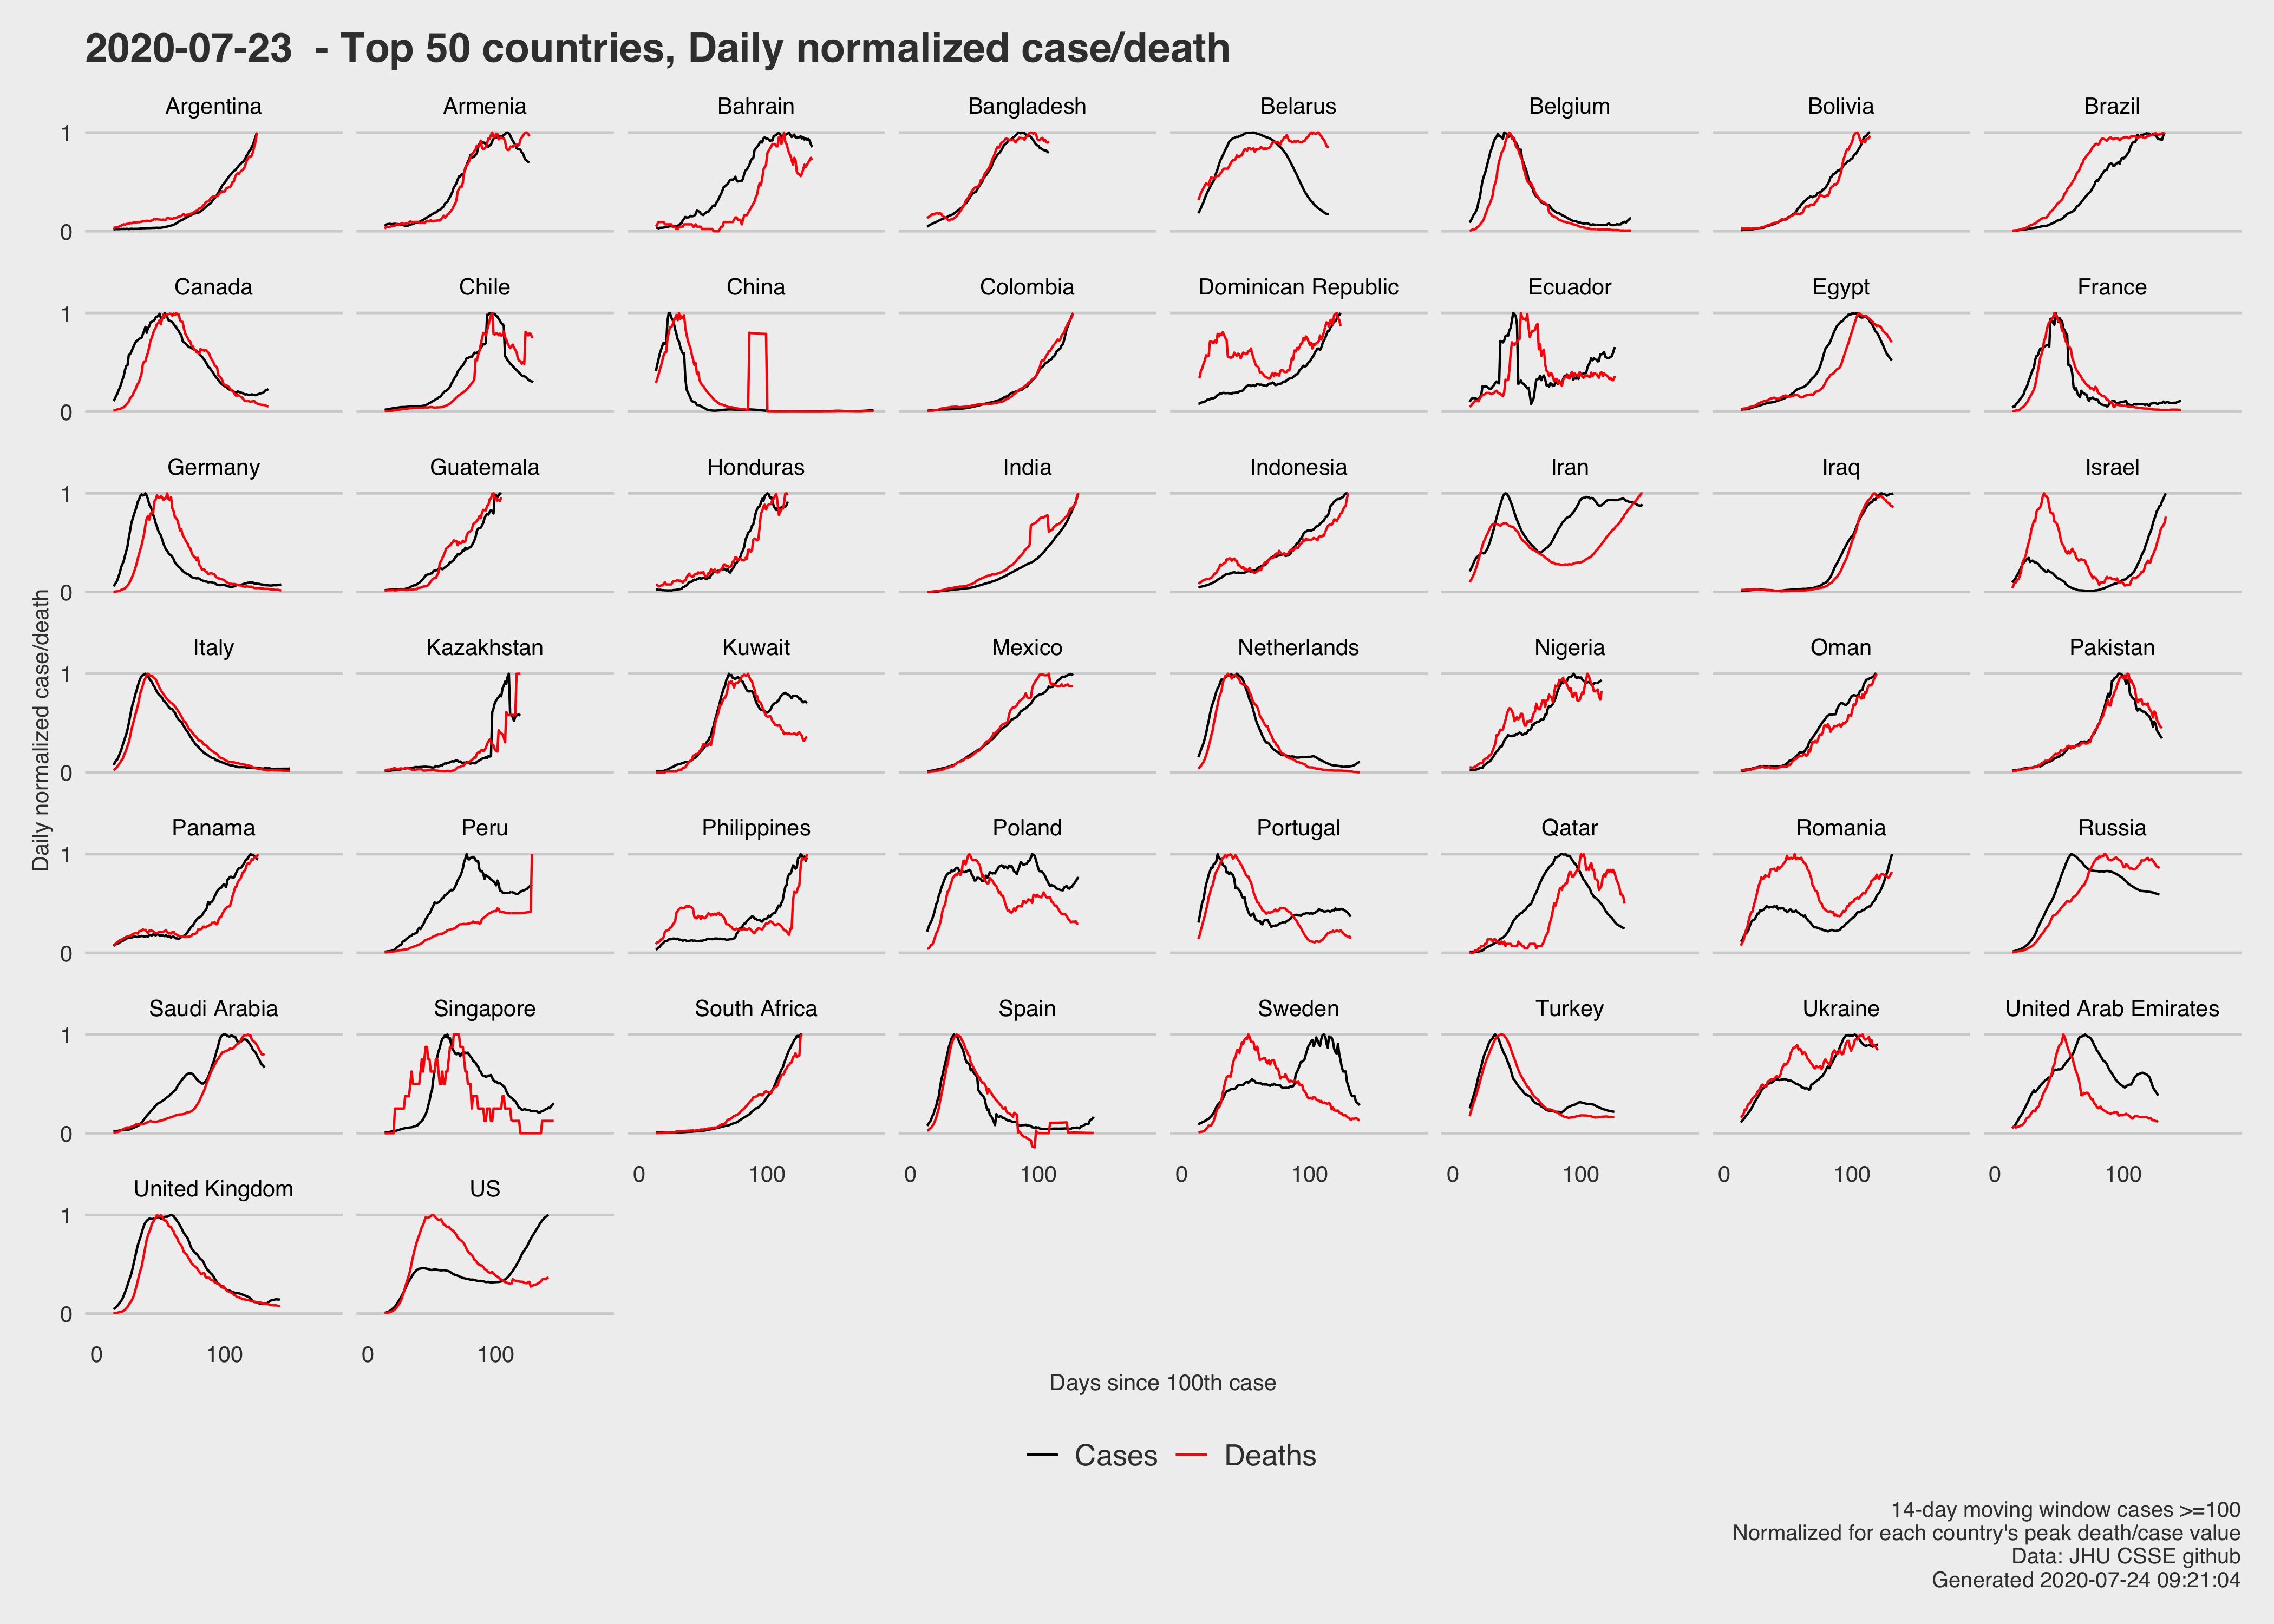 2020-07-23  - Top 50 countries, Daily normalized case/death
Argentina Armenia Bahrain Bangladesh Belarus Belgium Bolivia Brazil
1
0
Canada Chile China Colombia Dominican Republic Ecuador Egypt France
1
0
Germany Guatemala Honduras India Indonesia Iran Iraq Israel
1
0
Daily normalized case/death
Italy Kazakhstan Kuwait Mexico Netherlands Nigeria Oman Pakistan
1
0
Panama Peru Philippines Poland Portugal Qatar Romania Russia
1
0
Saudi Arabia Singapore South Africa Spain Sweden Turkey Ukraine United Arab Emirates
1
0
0 100 0 100 0 100 0 100 0 100 0 100
United Kingdom US
1
0
0 100 0 100
Days since 100th case
Cases Deaths
14-day moving window cases >=100
Normalized for each country's peak death/case value
Data: JHU CSSE github
Generated 2020-07-24 09:21:04